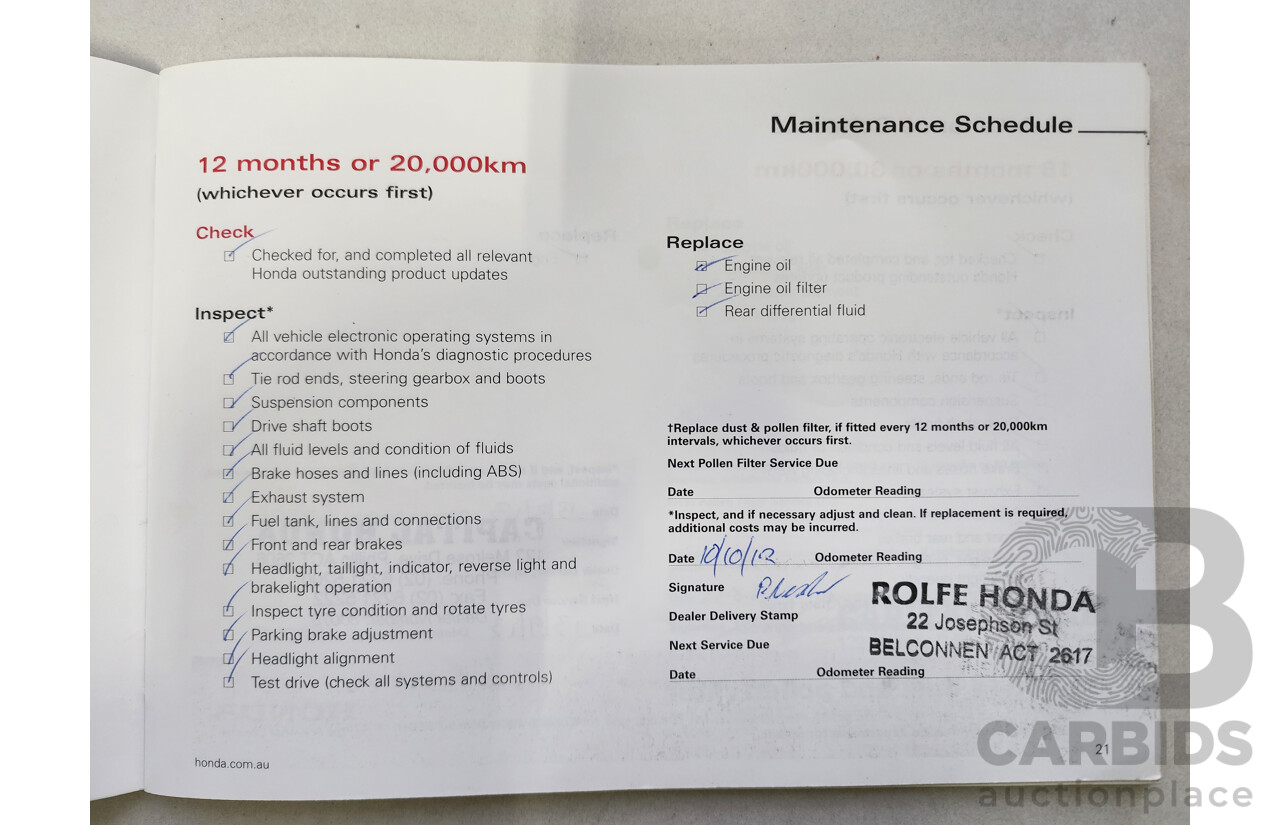 Maintenance Schedule
12 months or 20,000km
(whichever occurs first)
Check
Checked for, and completed all relevant
Honda outstanding product updates
Inspect*
All vehicle electronic operating systems in
accordance with Honda's diagnostic procedures
Tie rod ends, steering gearbox and boots
Suspension components
Drive shaft boots
All fluid levels and condition of fluids
Brake hoses and lines (including ABS)
Exhaust system
Fuel tank, lines and connections
Front and rear brakes
Headlight, taillight, indicator, reverse light and
brakelight operation
Inspect tyre condition and rotate tyres
Parking brake adjustment
Headlight alignment
Test drive (check all systems and controls)
honda.com.au
Replace
Engine oil
Engine oil filter
Rear differential fluid
†Replace dust & pollen filter, if fitted every 12 months or 20,000km
intervals, whichever occurs first.
Next Pollen Filter Service Due
Date Odometer Reading
*Inspect, and if necessary adjust and clean. If replacement is required,
additional costs may be incurred.
Date 10/10/12 Odometer Reading
Signature
Dealer Delivery Stamp
Next Service Due
Date Odometer Reading
ROLFE HONDA
22 Josephson St
BELCONNEN ACT 2617
21
CARBIDS
auctionplace